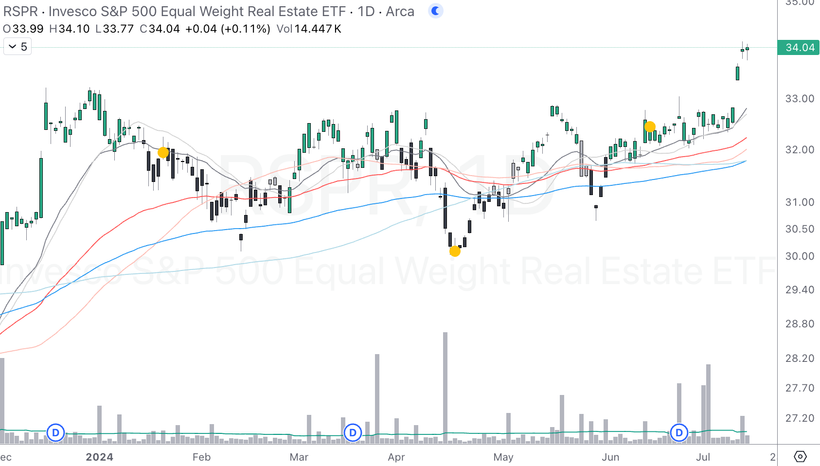 RSPR · Invesco S&P 500 Equal Weight Real Estate ETF · 1D · Arca
O33.99 H34.10 L33.77 C34.04 +0.04 (+0.11%) Vol14.447K
5
35.00
34.04
33.00
32.00
31.00
30.50
30.00
29.40
28.80
28.20
27.70
27.20
RSPR, 1D
Invesco S&P 500 Equal Weight Real Estate ETF
D
D
D
ec 2024 Feb Mar Apr May Jun Jul 2